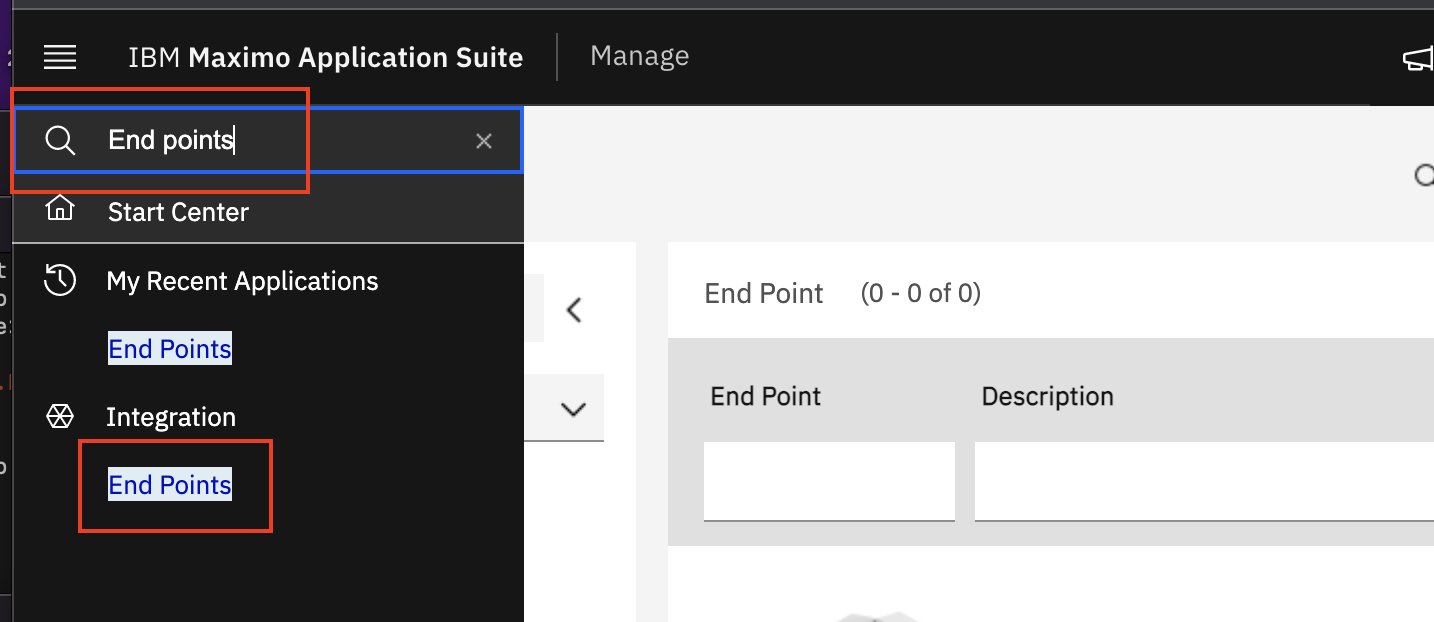 IBM Maximo Application Suite
Manage
End points
Start Center
My Recent Applications
End Points
Integration
End Points
End Point (0 - 0 of 0)
End Point Description